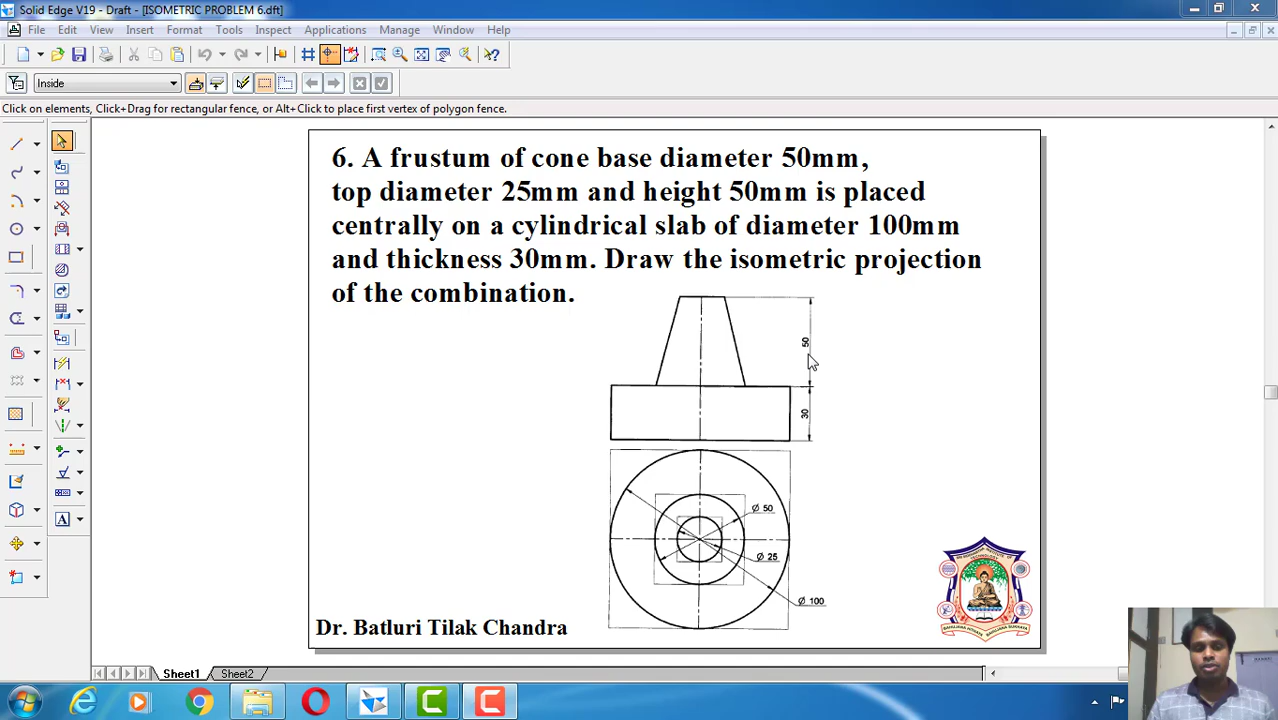 Solid Edge V19 - Draft - [ISOMETRIC PROBLEM 6.dft]
File Edit View Insert Format Tools Inspect Applications Manage Window Help
Inside
Click on elements, Click+Drag for rectangular fence, or Alt+Click to place first vertex of polygon fence.
6. A frustum of cone base diameter 50mm,
top diameter 25mm and height 50mm is placed
centrally on a cylindrical slab of diameter 100mm
and thickness 30mm. Draw the isometric projection
of the combination.
50
30
Ø 50
Ø 25
Ø 100
Dr. Batluri Tilak Chandra
Sheet1 Sheet2